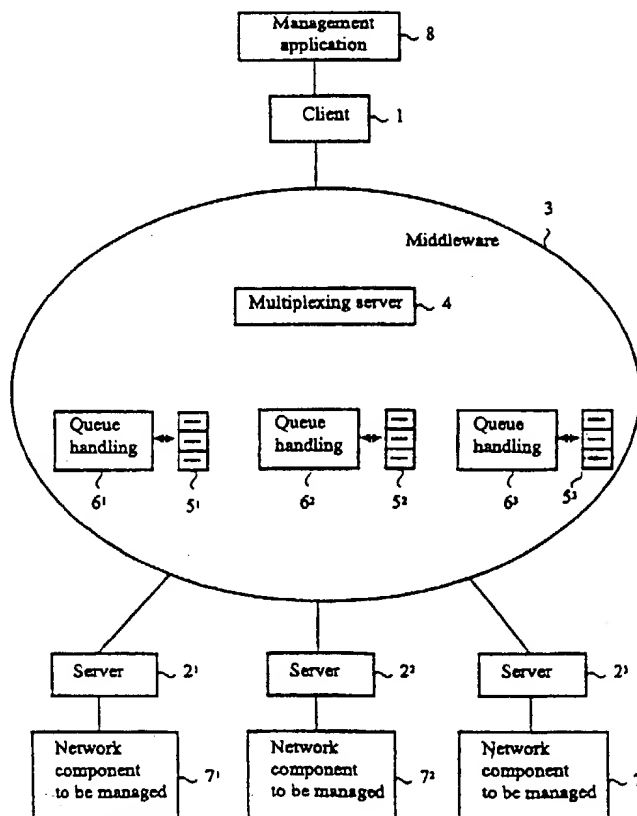 Management
application
8
Client
1
3
Middleware
Multiplexing server
4
Queue
handling
Queue
handling
Queue
handling
6¹
5¹
6²
5²
6³
5³
Server
2¹
Server
2²
Server
2³
Network
component
to be managed
7¹
Network
component
to be managed
7²
Network
component
to be managed